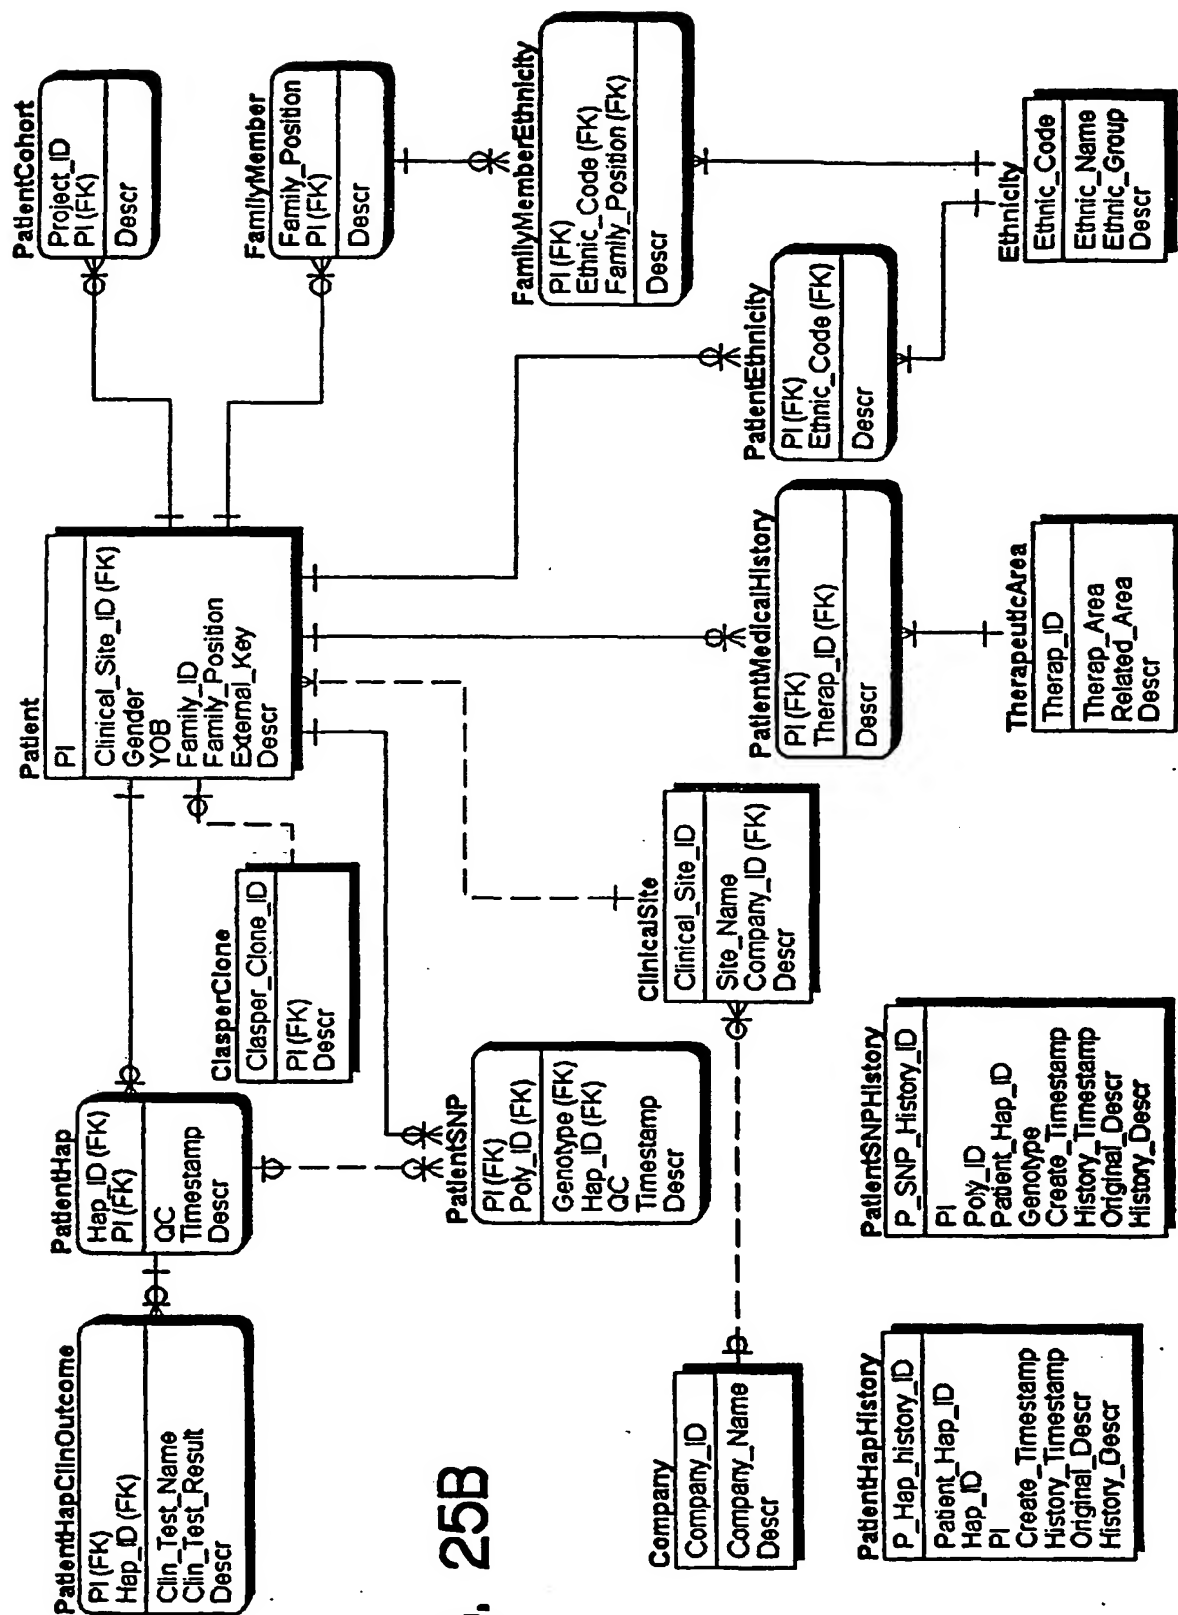 PatientCohort
Project_ID
PI (FK)
Descr
FamilyMember
Family_Position
PI (FK)
Descr
FamilyMemberEthnicity
PI (FK)
Ethnic_Code (FK)
Family_Position (FK)
Descr
Ethnicity
Ethnic_Code
Ethnic_Name
Ethnic_Group
Descr
PatientEthnicity
PI (FK)
Ethnic_Code (FK)
Descr
Patient
PI
Clinical_Site_ID (FK)
Gender
YOB
Family_ID
Family_Position
External_Key
Descr
PatientMedicalHistory
PI (FK)
Therap_ID (FK)
Descr
TherapeuticArea
Therap_ID
Therap_Area
Related_Area
Descr
ClasperClone
Clasper_Clone_ID
PI (FK)
Descr
ClinicalSite
Clinical_Site_ID
Site_Name
Company_ID (FK)
Descr
PatientHap
Hap_ID (FK)
PI (FK)
QC
Timestamp
Descr
PatientSNP
PI (FK)
Poly_ID (FK)
Genotype (FK)
Hap_ID (FK)
QC
Timestamp
Descr
PatientSNPHistory
P_SNP_History_ID
PI
Poly_ID
Patient_Hap_ID
Genotype
Create_Timestamp
History_Timestamp
Original_Descr
History_Descr
PatientHapClinOutcome
PI (FK)
Hap_ID (FK)
Clin_Test_Name
Clin_Test_Result
Descr
25B
Company
Company_ID
Company_Name
Descr
PatientHapHistory
P_Hap_history_ID
Patient_Hap_ID
Hap_ID
PI
Create_Timestamp
History_Timestamp
Original_Descr
History_Descr